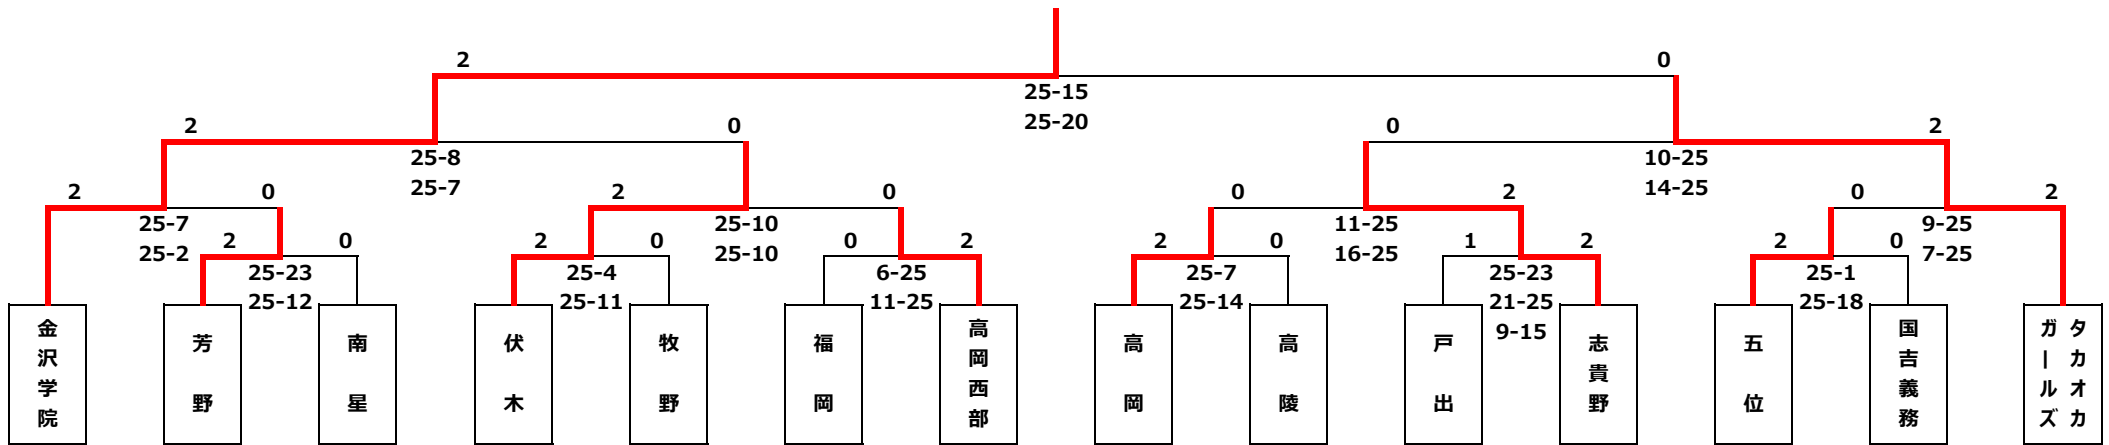 2 0
25-15
25-20
2 0 0 2
25-8 10-25
25-7 14-25
2 0 2 0 0 2 0 2
25-7 25-10 11-25 9-25
25-2 25-10 16-25 7-25
2 0 2 0 0 2 2 0 1 2 2 0
25-23 25-4 6-25 25-7 25-23 25-1
25-12 25-11 11-25 25-14 21-25 25-18
9-15
金沢学院
芳野
南星
伏木
牧野
福岡
高岡西部
高岡
高陵
戸出
志貴野
五位
国吉義務
タカオカ
ガールズ